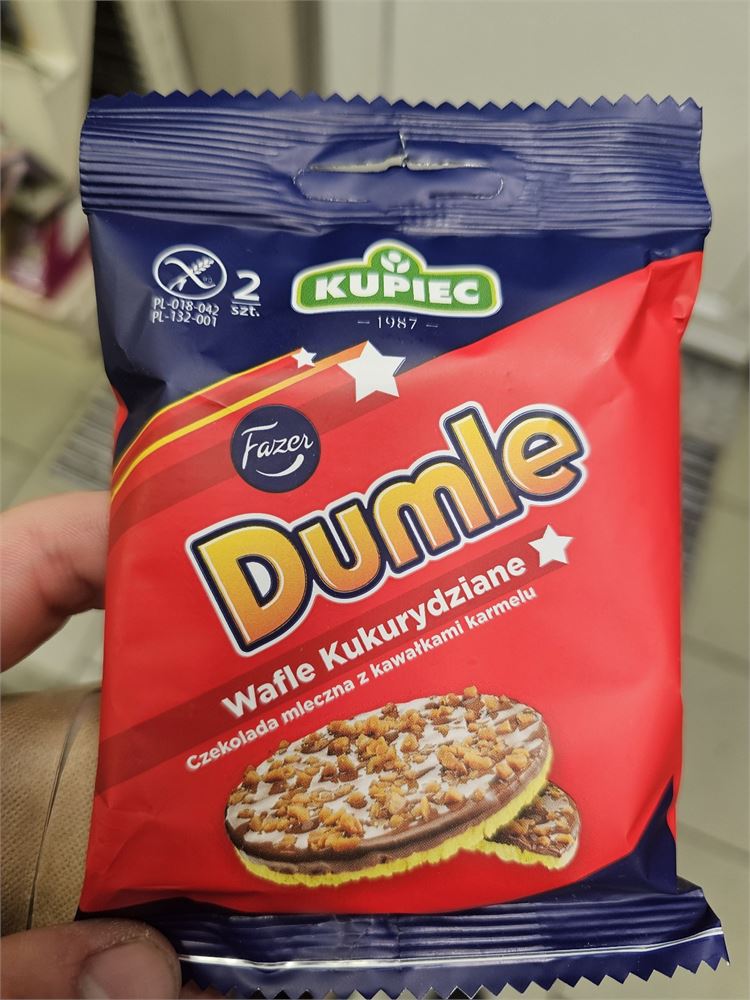 PL-018-042
PL-132-001
2
szt.
KUPIEC
– 1987 –
Fazer
Dumle
Wafle Kukurydziane
Czekolada mleczna z kawałkami karmelu